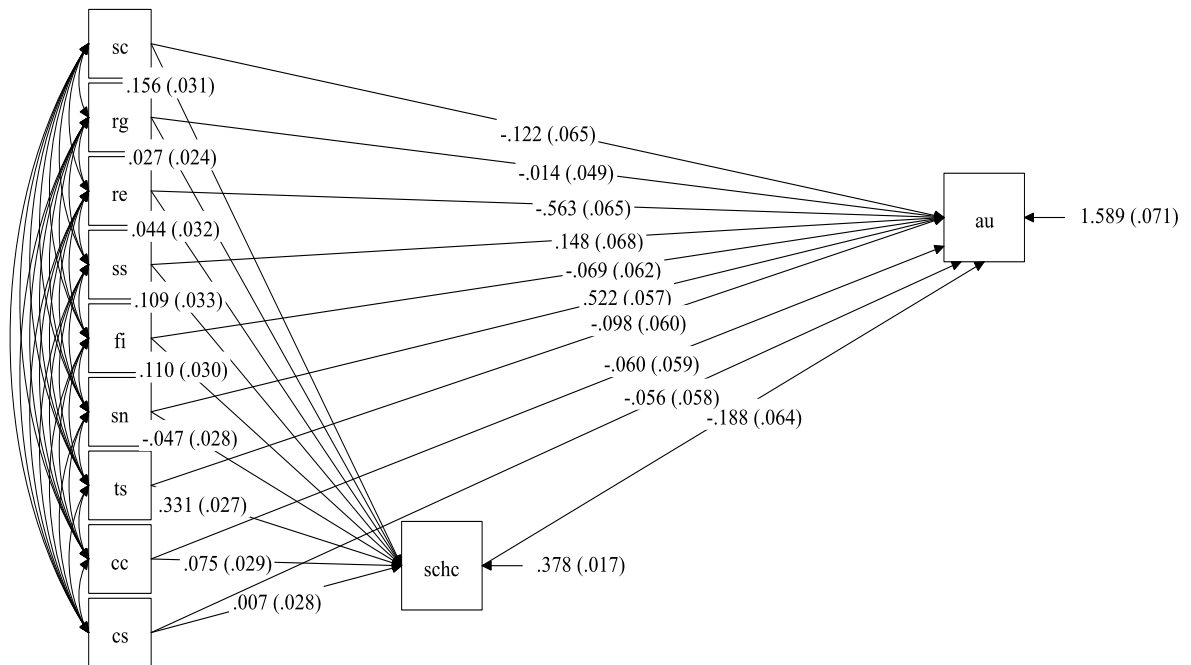 sc
.156 (.031)
rg
-.122 (.065)
.027 (.024)
-.014 (.049)
re
-.563 (.065)
au
1.589 (.071)
.044 (.032)
.148 (.068)
ss
-.069 (.062)
.109 (.033)
.522 (.057)
-.098 (.060)
fi
.110 (.030)
-.060 (.059)
-.056 (.058)
sn
-.188 (.064)
-.047 (.028)
ts
.331 (.027)
cc
.075 (.029)
schc
.378 (.017)
.007 (.028)
cs